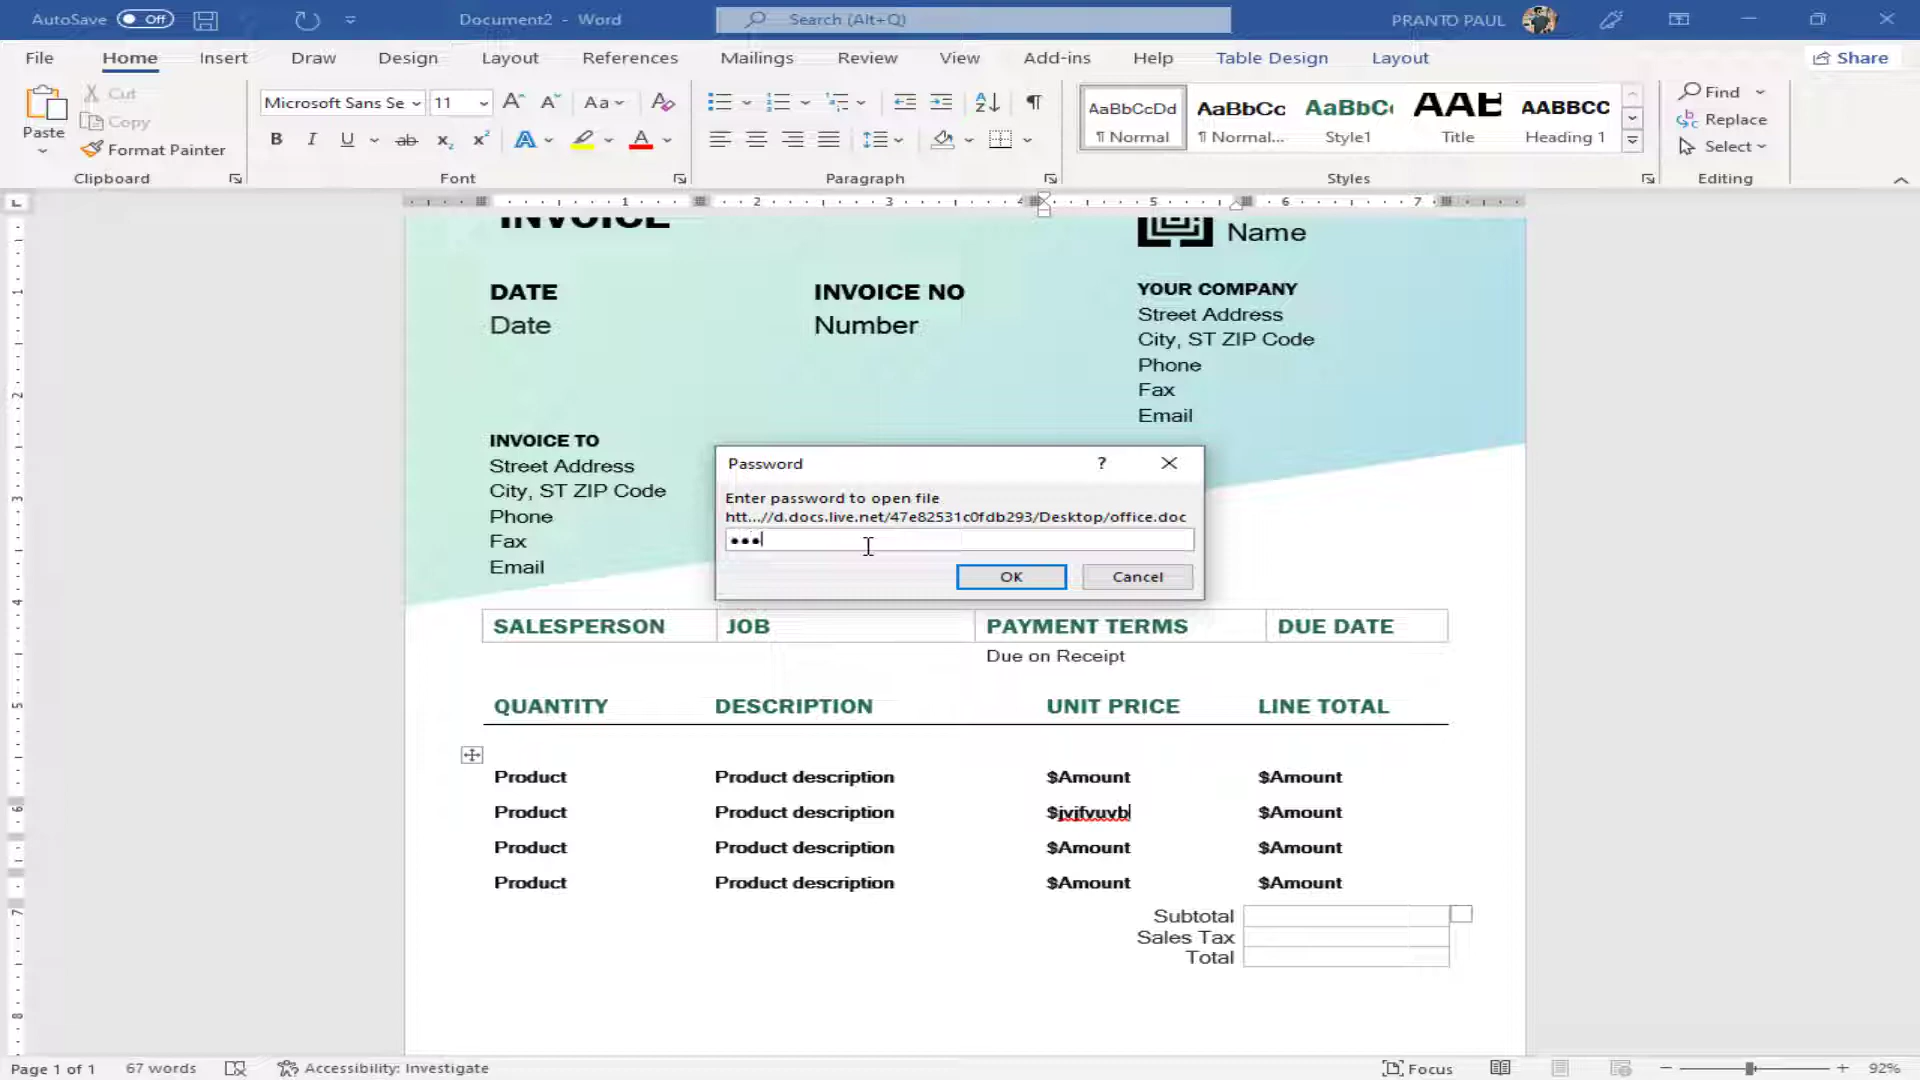 AutoSave Off Document2 - Word Search (Alt+Q) PRANTO PAUL
File Home Insert Draw Design Layout References Mailings Review View Add-ins Help Table Design Layout Share
Paste Cut Copy Format Painter
Microsoft Sans Se 11
AaBbCcDd AaBbCc AaBbC AAB AABBCC
¶ Normal ¶ Normal... Style1 Title Heading 1
Find
Replace
Select
Clipboard Font Paragraph Styles Editing
INVOICE
Name
DATE
Date
INVOICE NO
Number
YOUR COMPANY
Street Address
City, ST ZIP Code
Phone
Fax
Email
INVOICE TO
Street Address
City, ST ZIP Code
Phone
Fax
Email
Password
Enter password to open file
htt...//d.docs.live.net/47e82531c0fdb293/Desktop/office.doc
OK Cancel
SALESPERSON JOB PAYMENT TERMS DUE DATE
Due on Receipt
QUANTITY DESCRIPTION UNIT PRICE LINE TOTAL
Product Product description $Amount $Amount
Product Product description $jvjfvuvb $Amount
Product Product description $Amount $Amount
Product Product description $Amount $Amount
Subtotal
Sales Tax
Total
Page 1 of 1 67 words Accessibility: Investigate Focus 92%